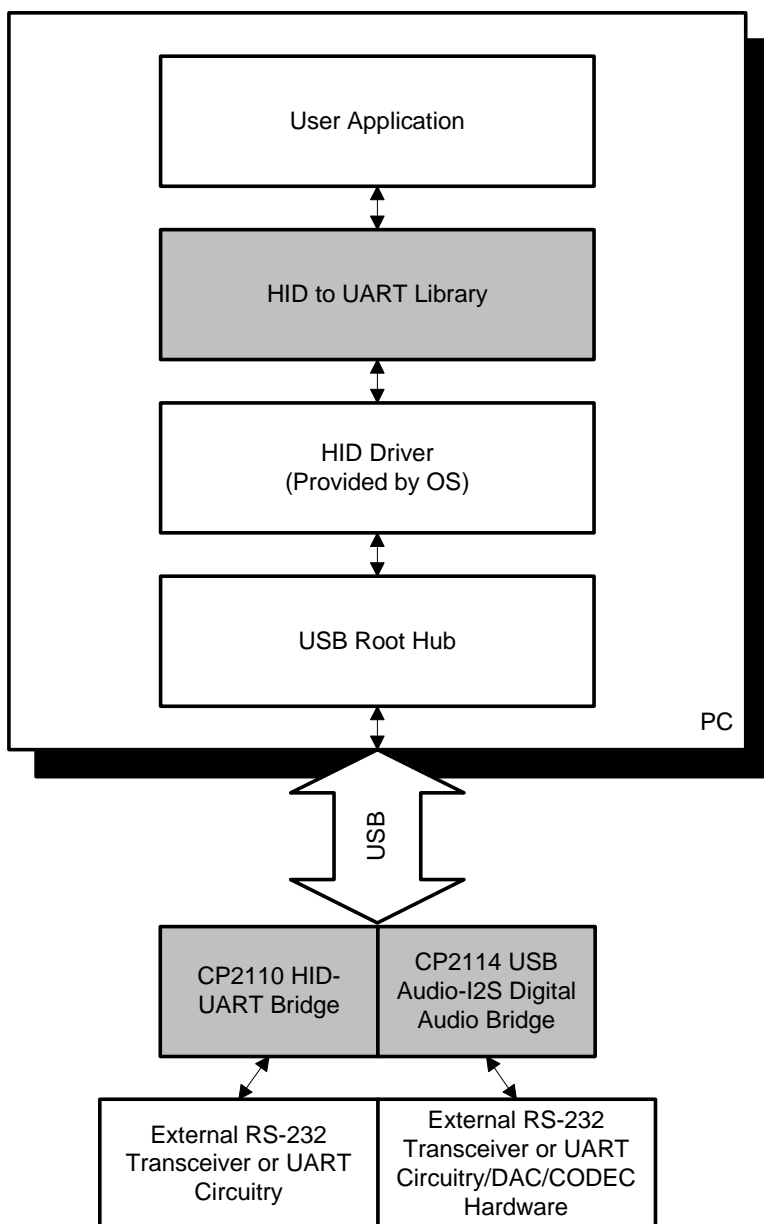 User Application
HID to UART Library
HID Driver
(Provided by OS)
USB Root Hub
PC
USB
CP2110 HID-
UART Bridge
CP2114 USB
Audio-I2S Digital
Audio Bridge
External RS-232
Transceiver or UART
Circuitry
External RS-232
Transceiver or UART
Circuitry/DAC/CODEC
Hardware